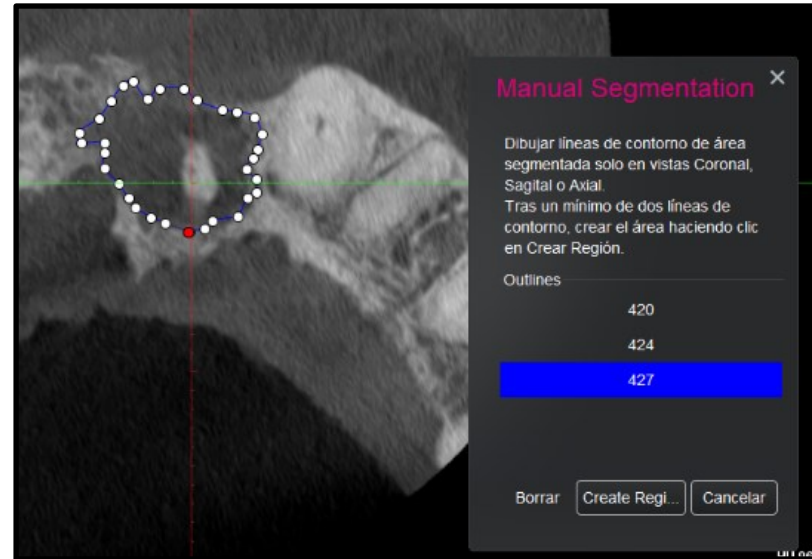 Manual Segmentation
Dibujar líneas de contorno de área
segmentada solo en vistas Coronal,
Sagital o Axial.
Tras un mínimo de dos líneas de
contorno, crear el área haciendo clic
en Crear Región.
Outlines
420
424
427
Borrar Create Regi... Cancelar